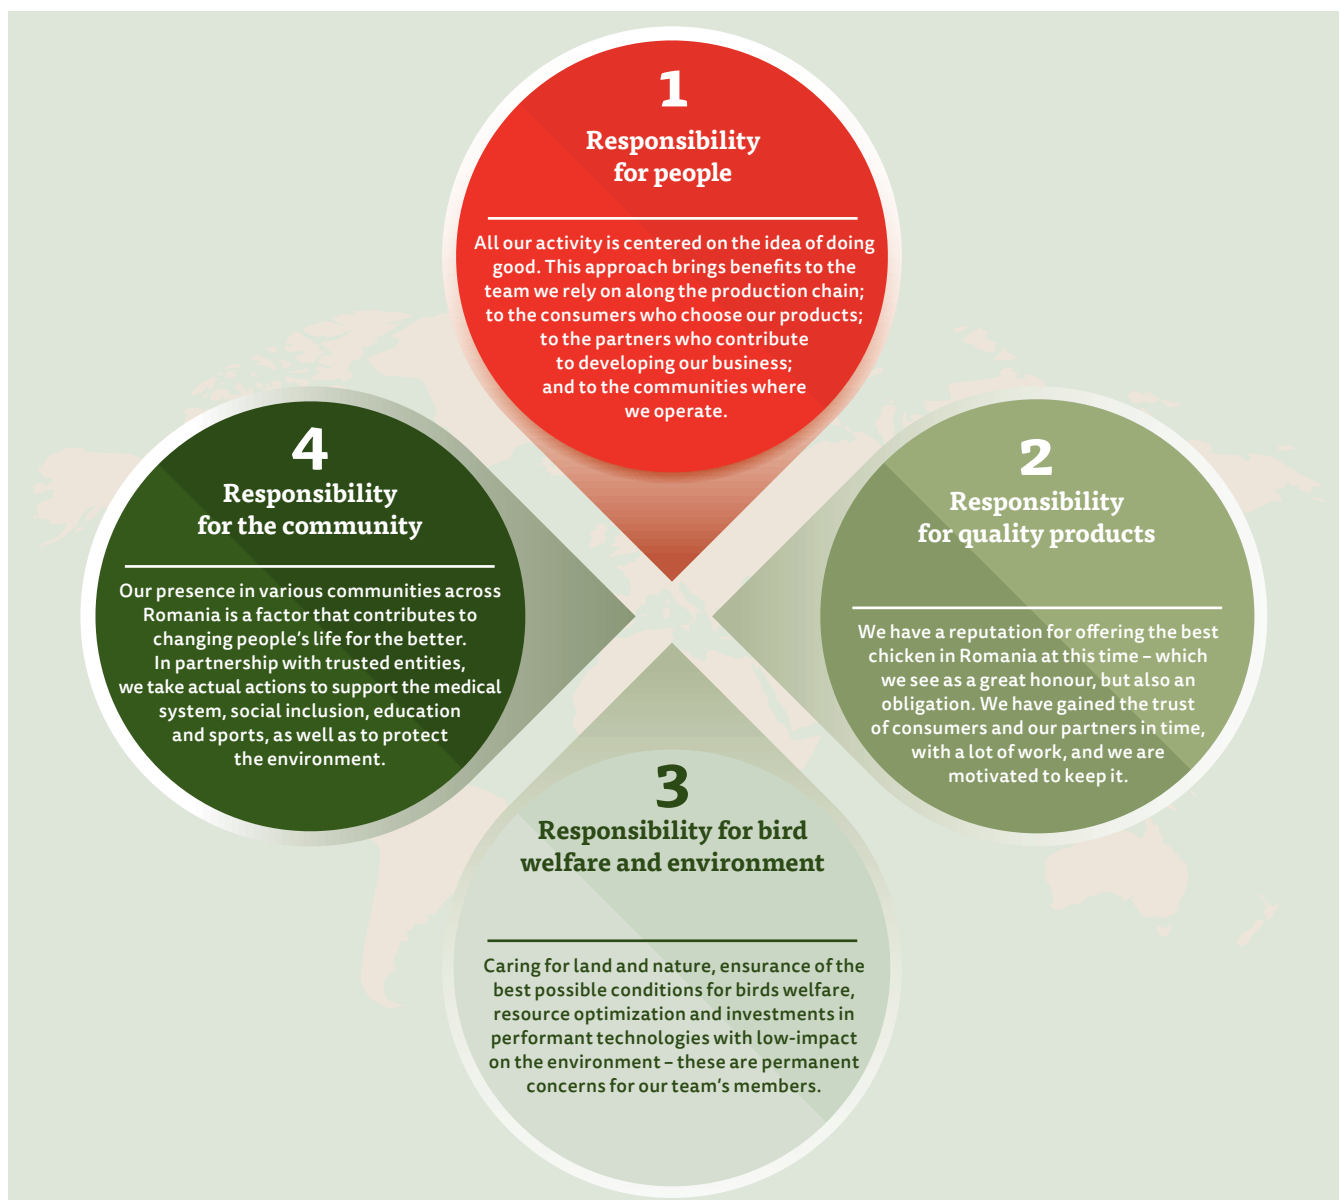 1
Responsibility
for people
All our activity is centered on the idea of doing
good. This approach brings benefits to the
team we rely on along the production chain;
to the consumers who choose our products;
to the partners who contribute
to developing our business;
and to the communities where
we operate.
2
Responsibility
for quality products
We have a reputation for offering the best
chicken in Romania at this time – which
we see as a great honour, but also an
obligation. We have gained the trust
of consumers and our partners in time,
with a lot of work, and we are
motivated to keep it.
3
Responsibility for bird
welfare and environment
Caring for land and nature, ensurance of the
best possible conditions for birds welfare,
resource optimization and investments in
performant technologies with low-impact
on the environment – these are permanent
concerns for our team's members.
4
Responsibility
for the community
Our presence in various communities across
Romania is a factor that contributes to
changing people's life for the better.
In partnership with trusted entities,
we take actual actions to support the medical
system, social inclusion, education
and sports, as well as to protect
the environment.